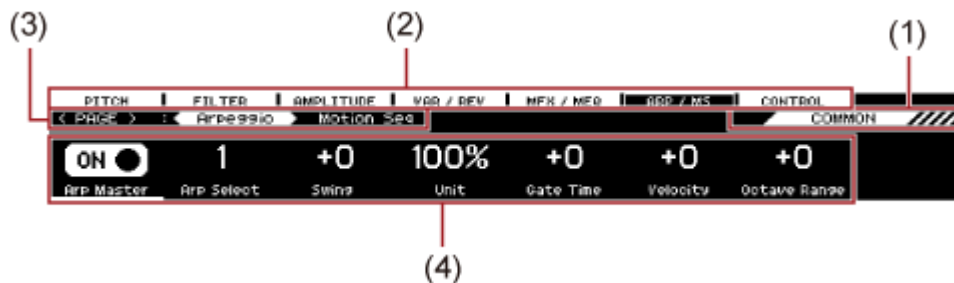 (3) (2) (1)
PITCH FILTER AMPLITUDE VAR / REV MFX / MEQ ARP / MS CONTROL
< PAGE > : Arpeggio Motion Seq COMMON
ON 1 +0 100% +0 +0 +0
Arp Master Arp Select Swing Unit Gate Time Velocity Octave Range
(4)